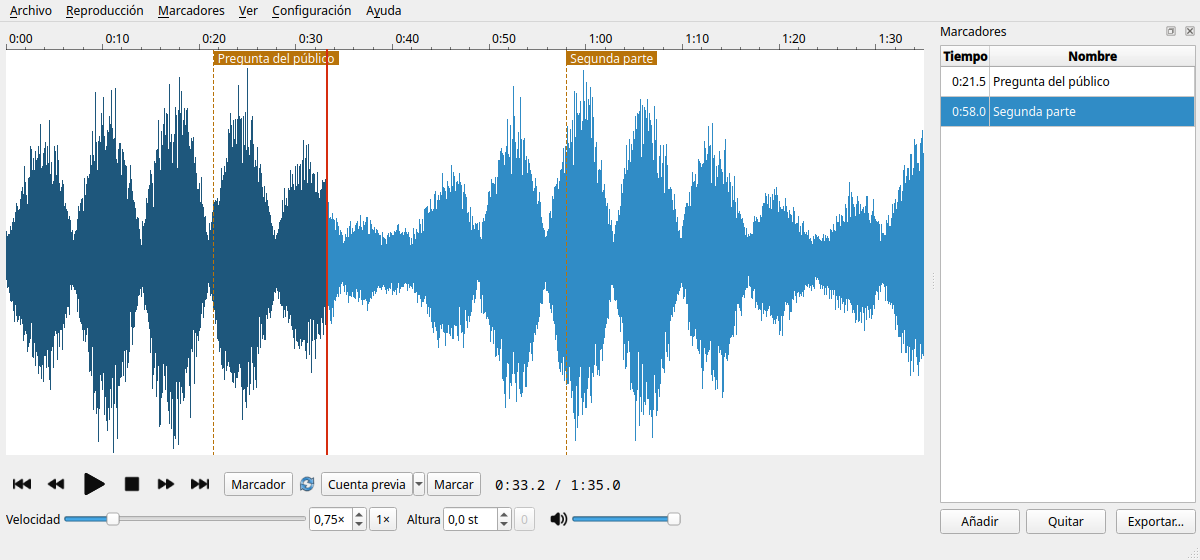 Archivo Reproducción Marcadores Ver Configuración Ayuda
0:00 0:10 0:20 0:30 0:40 0:50 1:00 1:10 1:20 1:30
Pregunta del público Segunda parte
Marcadores
Tiempo Nombre
0:21.5 Pregunta del público
0:58.0 Segunda parte
Marcador Cuenta previa Marcar 0:33.2 / 1:35.0
Velocidad 0,75× 1× Altura 0,0 st 0
Añadir Quitar Exportar...